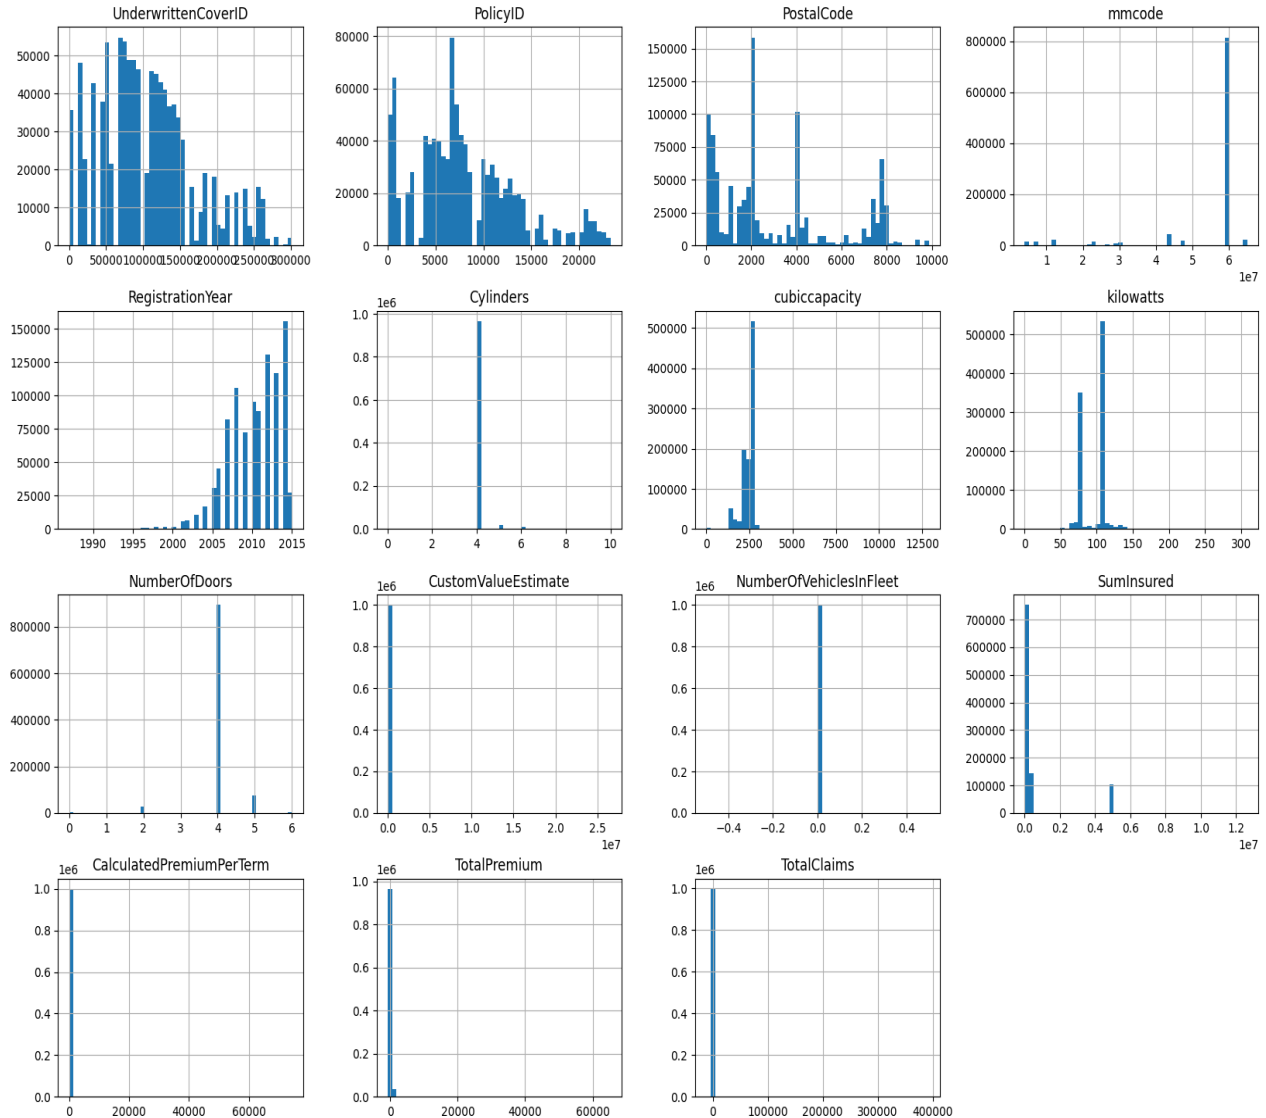 UnderwrittenCoverID
50000
40000
30000
20000
10000
0
0 50000 100000 150000 200000 250000 300000
PolicyID
80000
60000
40000
20000
0
0 5000 10000 15000 20000
PostalCode
150000
125000
100000
75000
50000
25000
0
0 2000 4000 6000 8000 10000
mmcode
800000
600000
400000
200000
0
1 2 3 4 5 6
1e7
RegistrationYear
150000
125000
100000
75000
50000
25000
0
1990 1995 2000 2005 2010 2015
Cylinders
1e6
1.0
0.8
0.6
0.4
0.2
0.0
0 2 4 6 8 10
cubiccapacity
500000
400000
300000
200000
100000
0
0 2500 5000 7500 10000 12500
kilowatts
500000
400000
300000
200000
100000
0
0 50 100 150 200 250 300
NumberOfDoors
800000
600000
400000
200000
0
0 1 2 3 4 5 6
CustomValueEstimate
1e6
1.0
0.8
0.6
0.4
0.2
0.0
0.0 0.5 1.0 1.5 2.0 2.5
1e7
NumberOfVehiclesInFleet
1e6
1.0
0.8
0.6
0.4
0.2
0.0
−0.4 −0.2 0.0 0.2 0.4
SumInsured
700000
600000
500000
400000
300000
200000
100000
0
0.0 0.2 0.4 0.6 0.8 1.0 1.2
1e7
CalculatedPremiumPerTerm
1e6
1.0
0.8
0.6
0.4
0.2
0.0
0 20000 40000 60000
TotalPremium
1e6
1.0
0.8
0.6
0.4
0.2
0.0
0 20000 40000 60000
TotalClaims
1e6
1.0
0.8
0.6
0.4
0.2
0.0
0 100000 200000 300000 400000